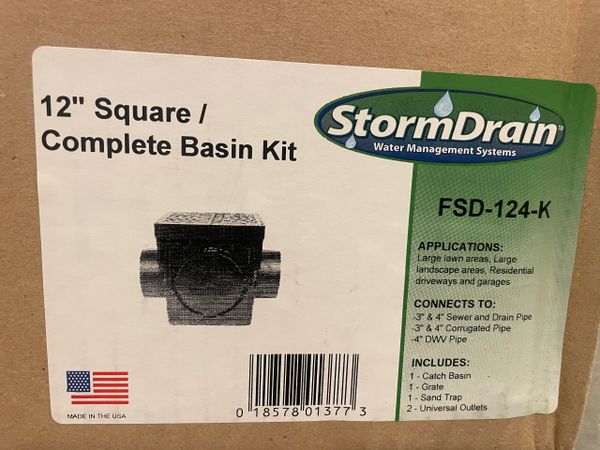 12" Square /
Complete Basin Kit
StormDrain™
Water Management Systems
FSD-124-K
APPLICATIONS:
Large lawn areas, Large
landscape areas, Residential
driveways and garages
CONNECTS TO:
-3" & 4" Sewer and Drain Pipe
-3" & 4" Corrugated Pipe
-4" DWV Pipe
INCLUDES:
1 - Catch Basin
1 - Grate
1 - Sand Trap
2 - Universal Outlets
MADE IN THE USA
0 18578 01377 3